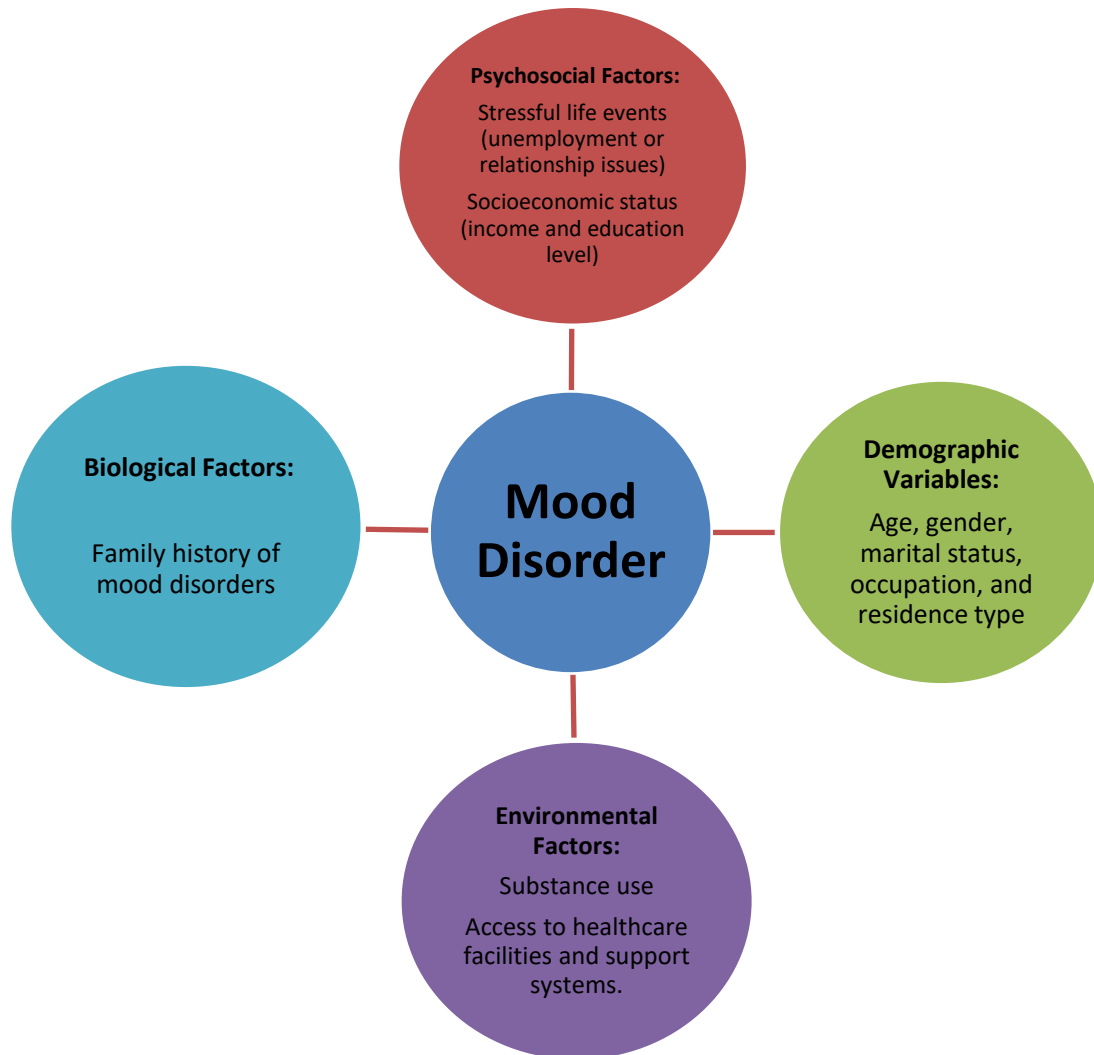 Psychosocial Factors:
Stressful life events
(unemployment or
relationship issues)
Socioeconomic status
(income and education
level)
Biological Factors:
Family history of
mood disorders
Mood
Disorder
Demographic
Variables:
Age, gender,
marital status,
occupation, and
residence type
Environmental
Factors:
Substance use
Access to healthcare
facilities and support
systems.